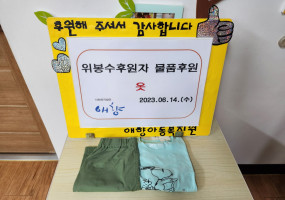 후원해 주셔서 감사합니다
위봉수후원자 물품후원
옷
2023.06.14.(수)
애향
애향아동복지원